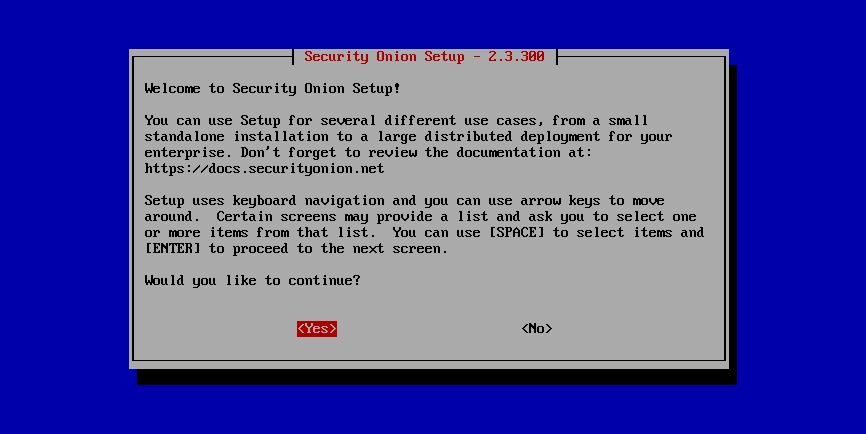 Security Onion Setup - 2.3.300
Welcome to Security Onion Setup!
You can use Setup for several different use cases, from a small
standalone installation to a large distributed deployment for your
enterprise. Don't forget to review the documentation at:
https://docs.securityonion.net
Setup uses keyboard navigation and you can use arrow keys to move
around.  Certain screens may provide a list and ask you to select one
or more items from that list.  You can use [SPACE] to select items and
[ENTER] to proceed to the next screen.
Would you like to continue?
<Yes> <No>